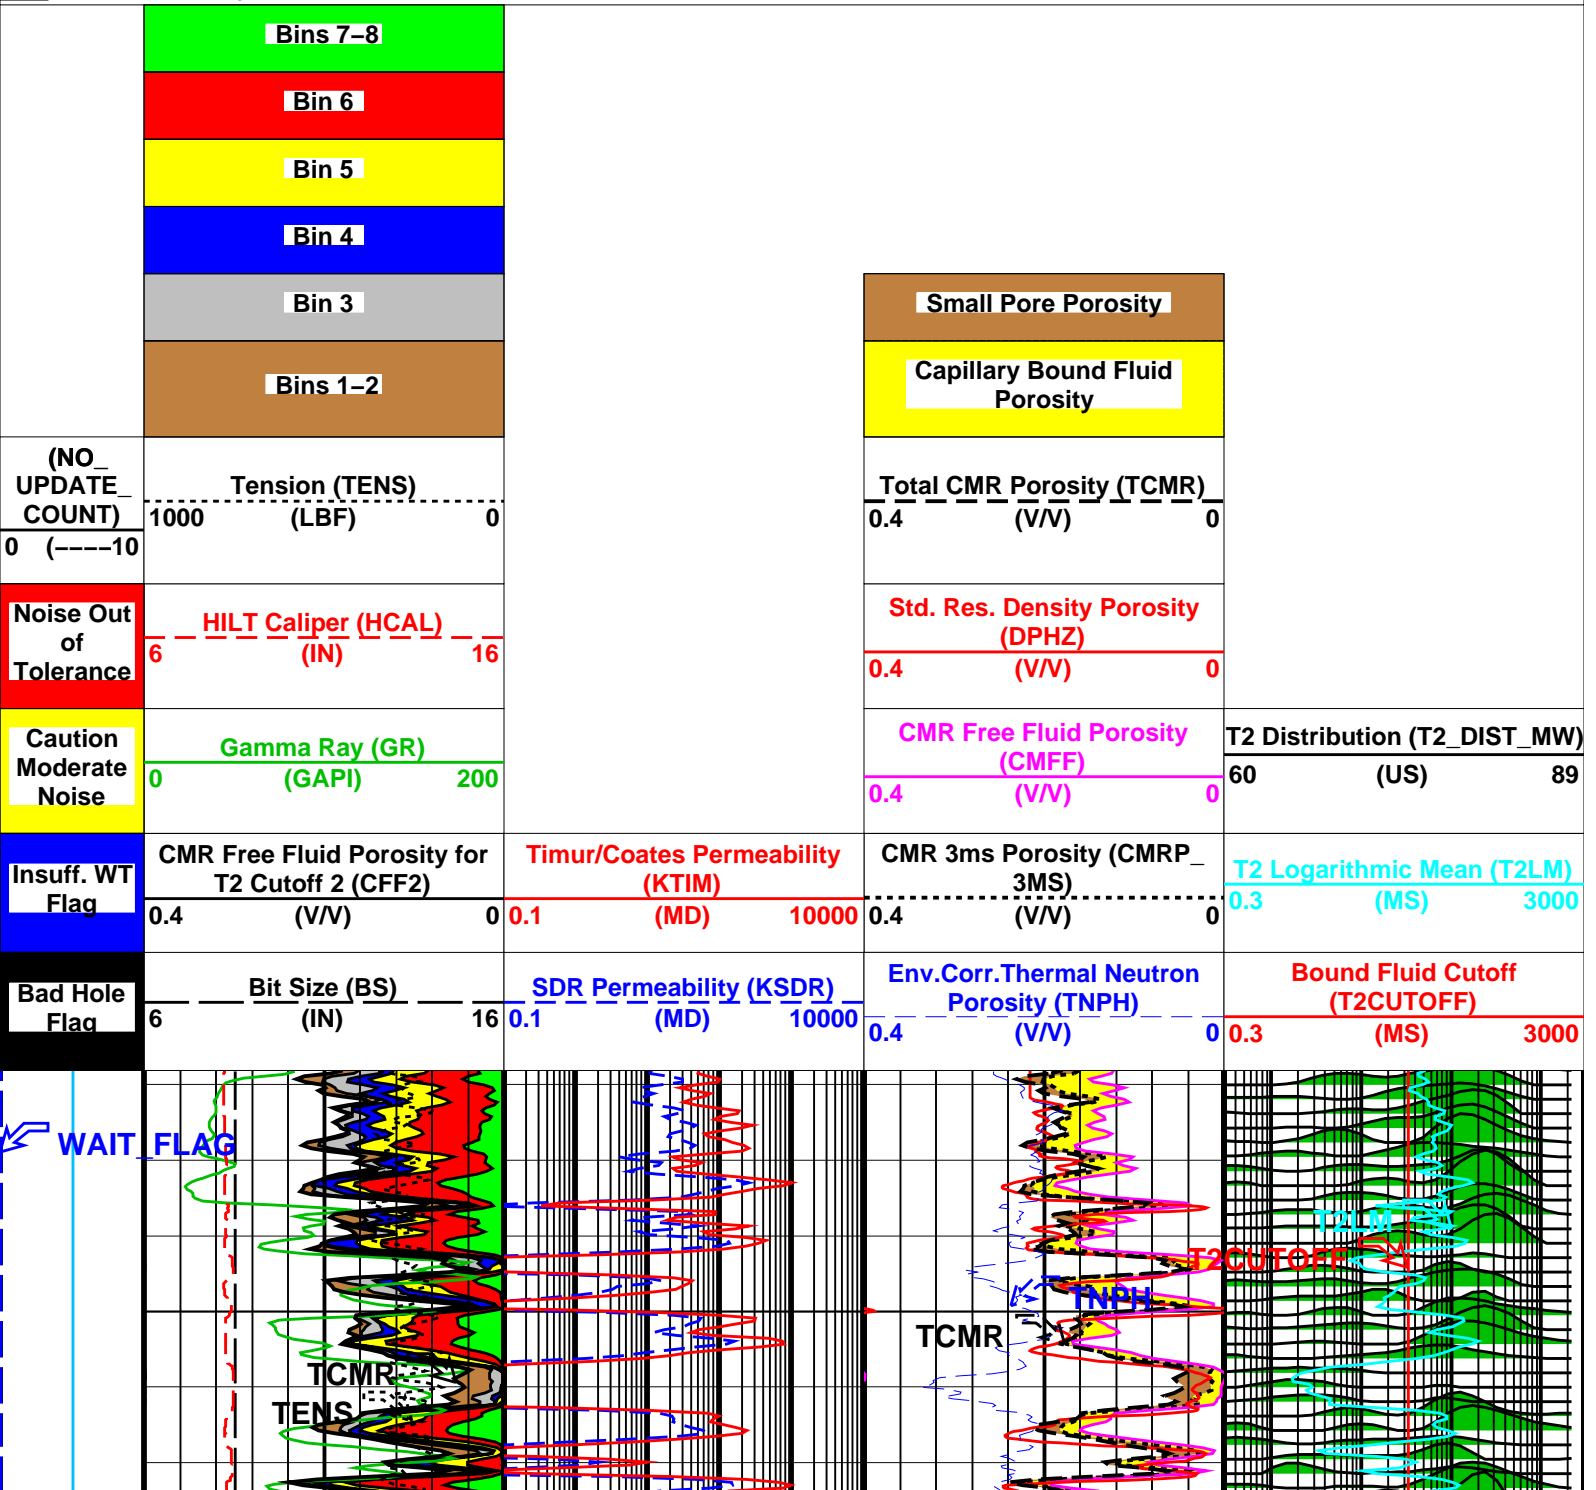 Bins 7–8
Bin 6
Bin 5
Bin 4
Bin 3
Bins 1–2
Small Pore Porosity
Capillary Bound Fluid
Porosity
(NO_
UPDATE_
COUNT)
0 (----10
Tension (TENS)
1000 (LBF) 0
Total CMR Porosity (TCMR)
0.4 (V/V) 0
Noise Out
of
Tolerance
HILT Caliper (HCAL)
6 (IN) 16
Std. Res. Density Porosity
(DPHZ)
0.4 (V/V) 0
Caution
Moderate
Noise
Gamma Ray (GR)
0 (GAPI) 200
CMR Free Fluid Porosity
(CMFF)
0.4 (V/V) 0
T2 Distribution (T2_DIST_MW)
60 (US) 89
Insuff. WT
Flag
CMR Free Fluid Porosity for
T2 Cutoff 2 (CFF2)
0.4 (V/V) 0
Timur/Coates Permeability
(KTIM)
0.1 (MD) 10000
CMR 3ms Porosity (CMRP_
3MS)
0.4 (V/V) 0
T2 Logarithmic Mean (T2LM)
0.3 (MS) 3000
Bad Hole
Flag
Bit Size (BS)
6 (IN) 16
SDR Permeability (KSDR)
0.1 (MD) 10000
Env.Corr.Thermal Neutron
Porosity (TNPH)
0.4 (V/V) 0
Bound Fluid Cutoff
(T2CUTOFF)
0.3 (MS) 3000
WAIT_FLAG
T2LM
T2CUTOFF
TNPH
TCMR
TCMR
TENS